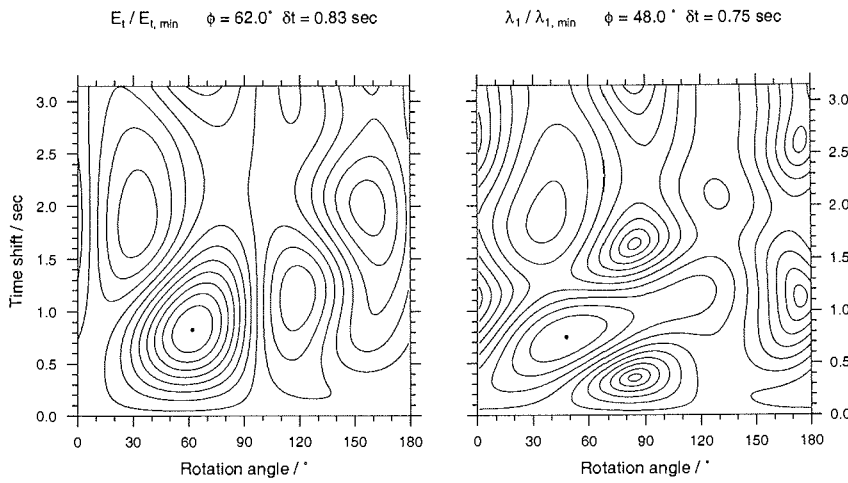 E_t / E_t, min φ = 62.0° δt = 0.83 sec
λ_1 / λ_1, min φ = 48.0 ° δt = 0.75 sec
Time shift / sec
3.0
2.5
2.0
1.5
1.0
0.5
0.0
0 30 60 90 120 150 180
Rotation angle / °
3.0
2.5
2.0
1.5
1.0
0.5
0.0
0 30 60 90 120 150 180
Rotation angle / °